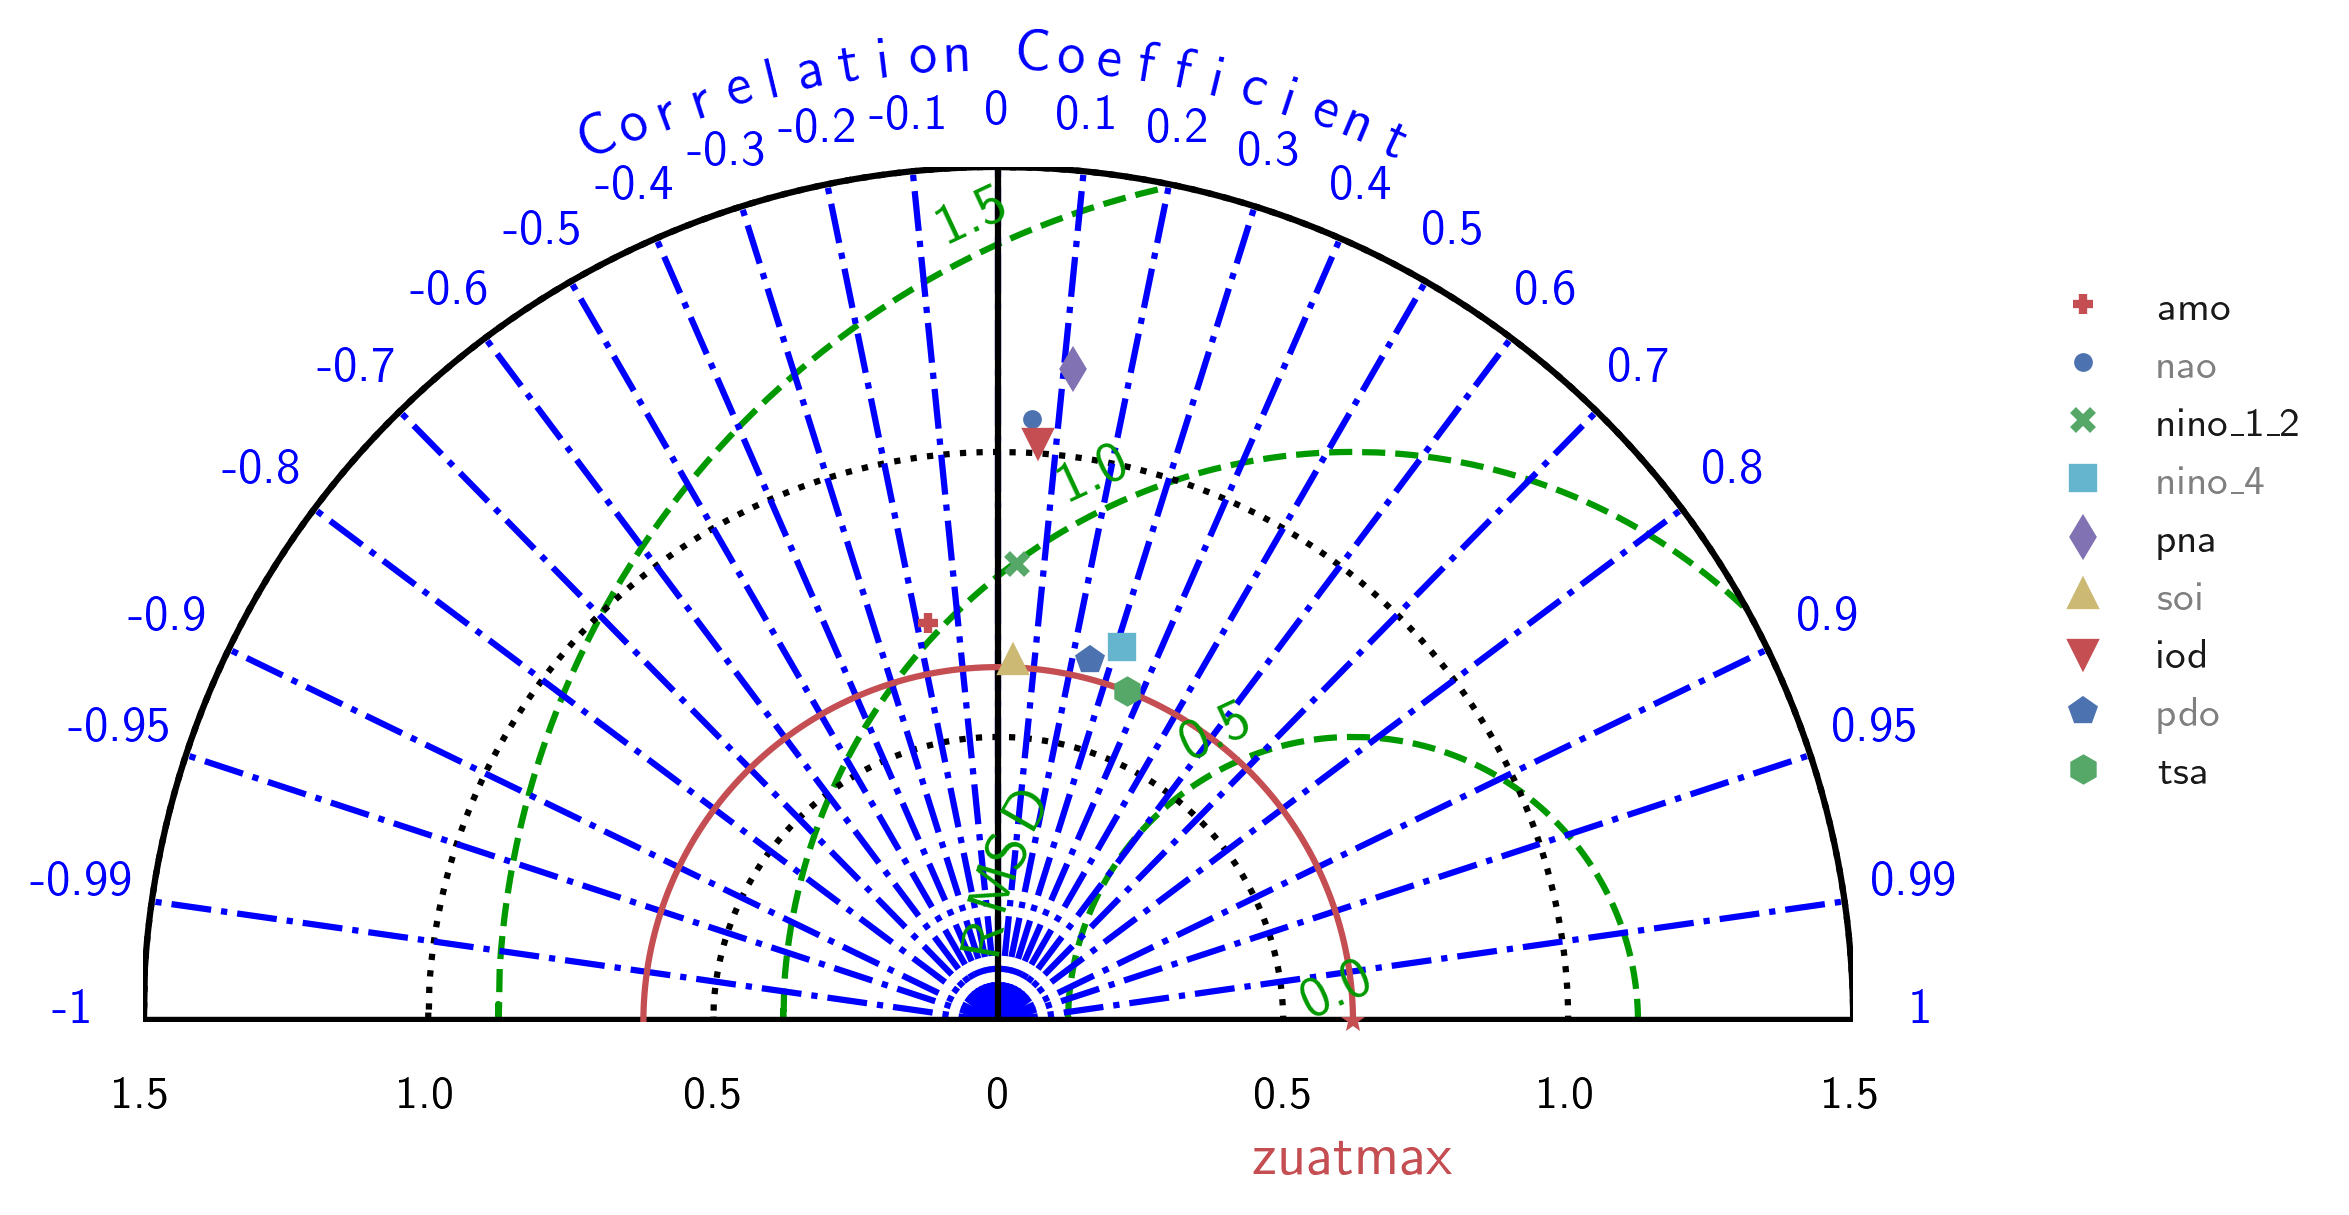 Correlation Coefficient
-1
-0.99
-0.95
-0.9
-0.8
-0.7
-0.6
-0.5
-0.4
-0.3
-0.2
-0.1
0
0.1
0.2
0.3
0.4
0.5
0.6
0.7
0.8
0.9
0.95
0.99
1
1.5
1.0
0.5
0.0
RMSD
1.5 1.0 0.5 0 0.5 1.0 1.5
zuatmax
amo
nao
nino_1_2
nino_4
pna
soi
iod
pdo
tsa